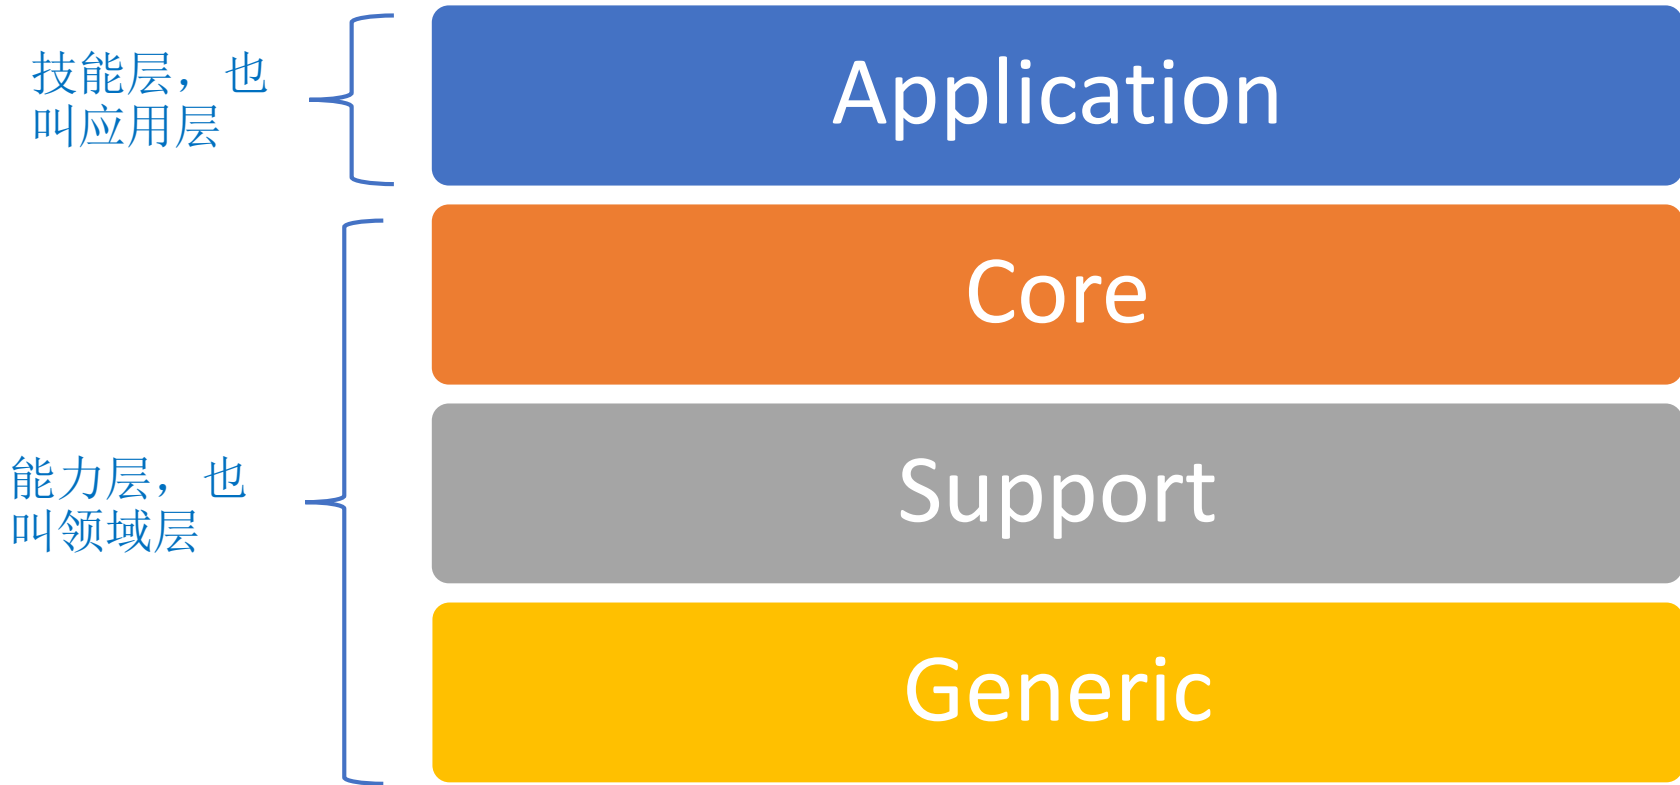 技能层，也
叫应用层
Application
Core
Support
能力层，也
叫领域层
Generic